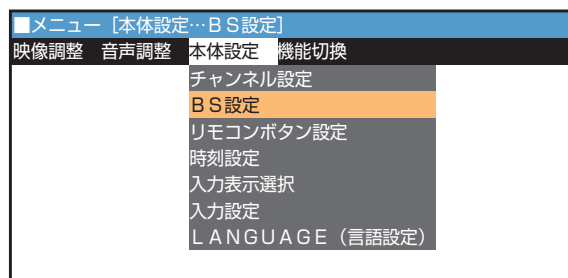 ■メニュー [本体設定…ＢＳ設定]
映像調整 音声調整 本体設定 機能切換
チャンネル設定
ＢＳ設定
リモコンボタン設定
時刻設定
入力表示選択
入力設定
ＬＡＮＧＵＡＧＥ（言語設定）